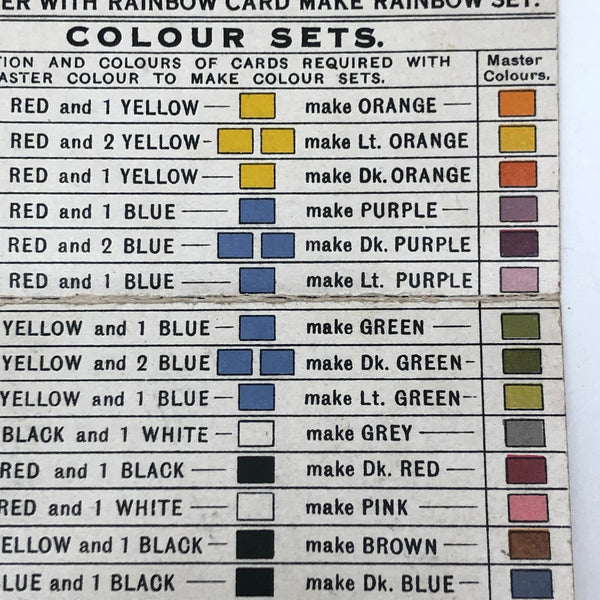 ER WITH RAINBOW CARD MAKE RAINBOW SET.
COLOUR SETS.
TION AND COLOURS OF CARDS REQUIRED WITH
ASTER COLOUR TO MAKE COLOUR SETS.
Master
Colours.
RED and 1 YELLOW — make ORANGE —
RED and 2 YELLOW - make Lt. ORANGE
RED and 1 YELLOW — make Dk. ORANGE
RED and 1 BLUE — make PURPLE —
RED and 2 BLUE — make Dk. PURPLE
RED and 1 BLUE — make Lt. PURPLE
YELLOW and 1 BLUE — make GREEN —
YELLOW and 2 BLUE make Dk. GREEN -
YELLOW and 1 BLUE — make Lt. GREEN -
BLACK and 1 WHITE — make GREY —
RED and 1 BLACK — make Dk. RED —
RED and 1 WHITE — make PINK —
YELLOW and 1 BLACK — make BROWN —
BLUE and 1 BLACK — make Dk. BLUE —